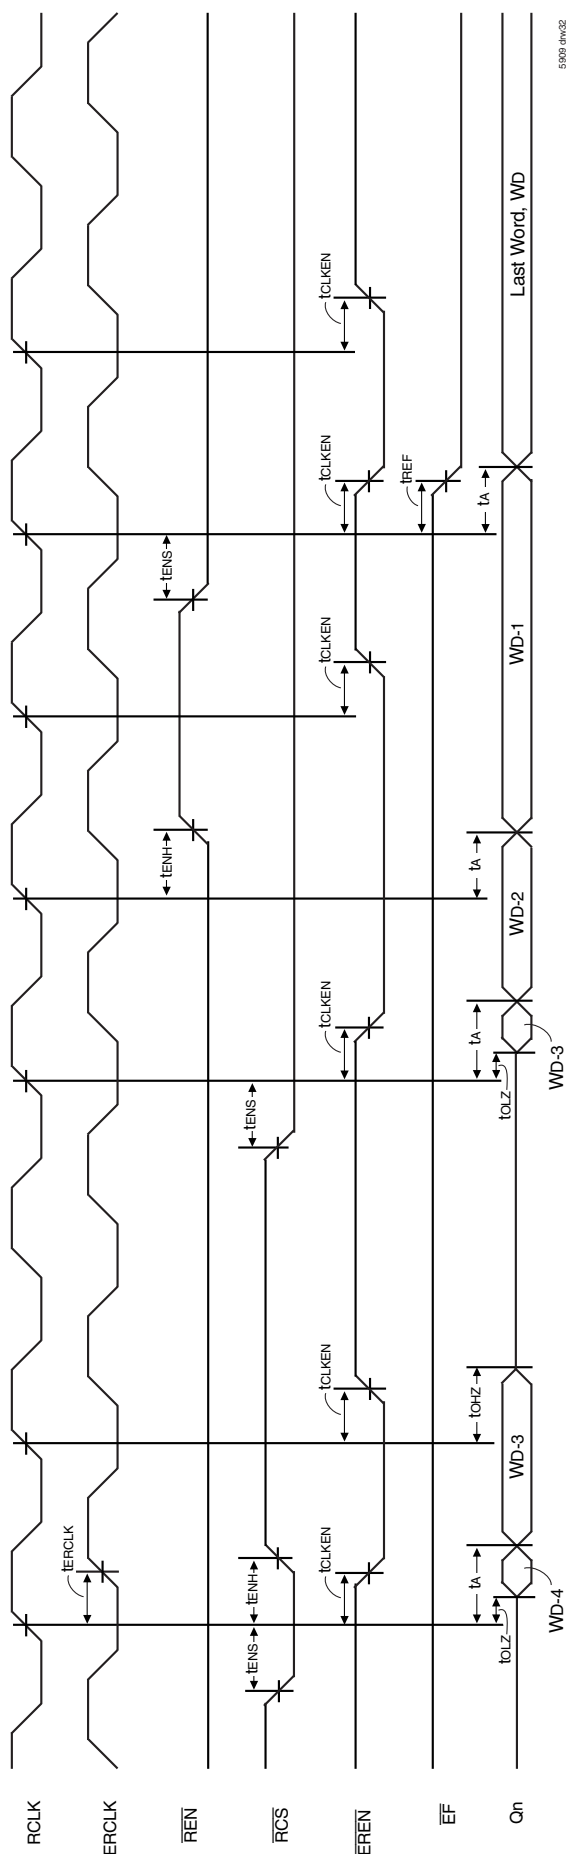 RCLK
tERCLK
ERCLK
tENH
tENS
REN
tENS
tENH
tENS
RCS
tCLKEN
tCLKEN
tCLKEN
tCLKEN
tCLKEN
tCLKEN
EREN
tREF
EF
tA
tOHZ
tA
tA
tA
tOLZ
tOLZ
Qn
WD-3
WD-2
WD-1
Last Word, WD
WD-4
WD-3
5909 drw32